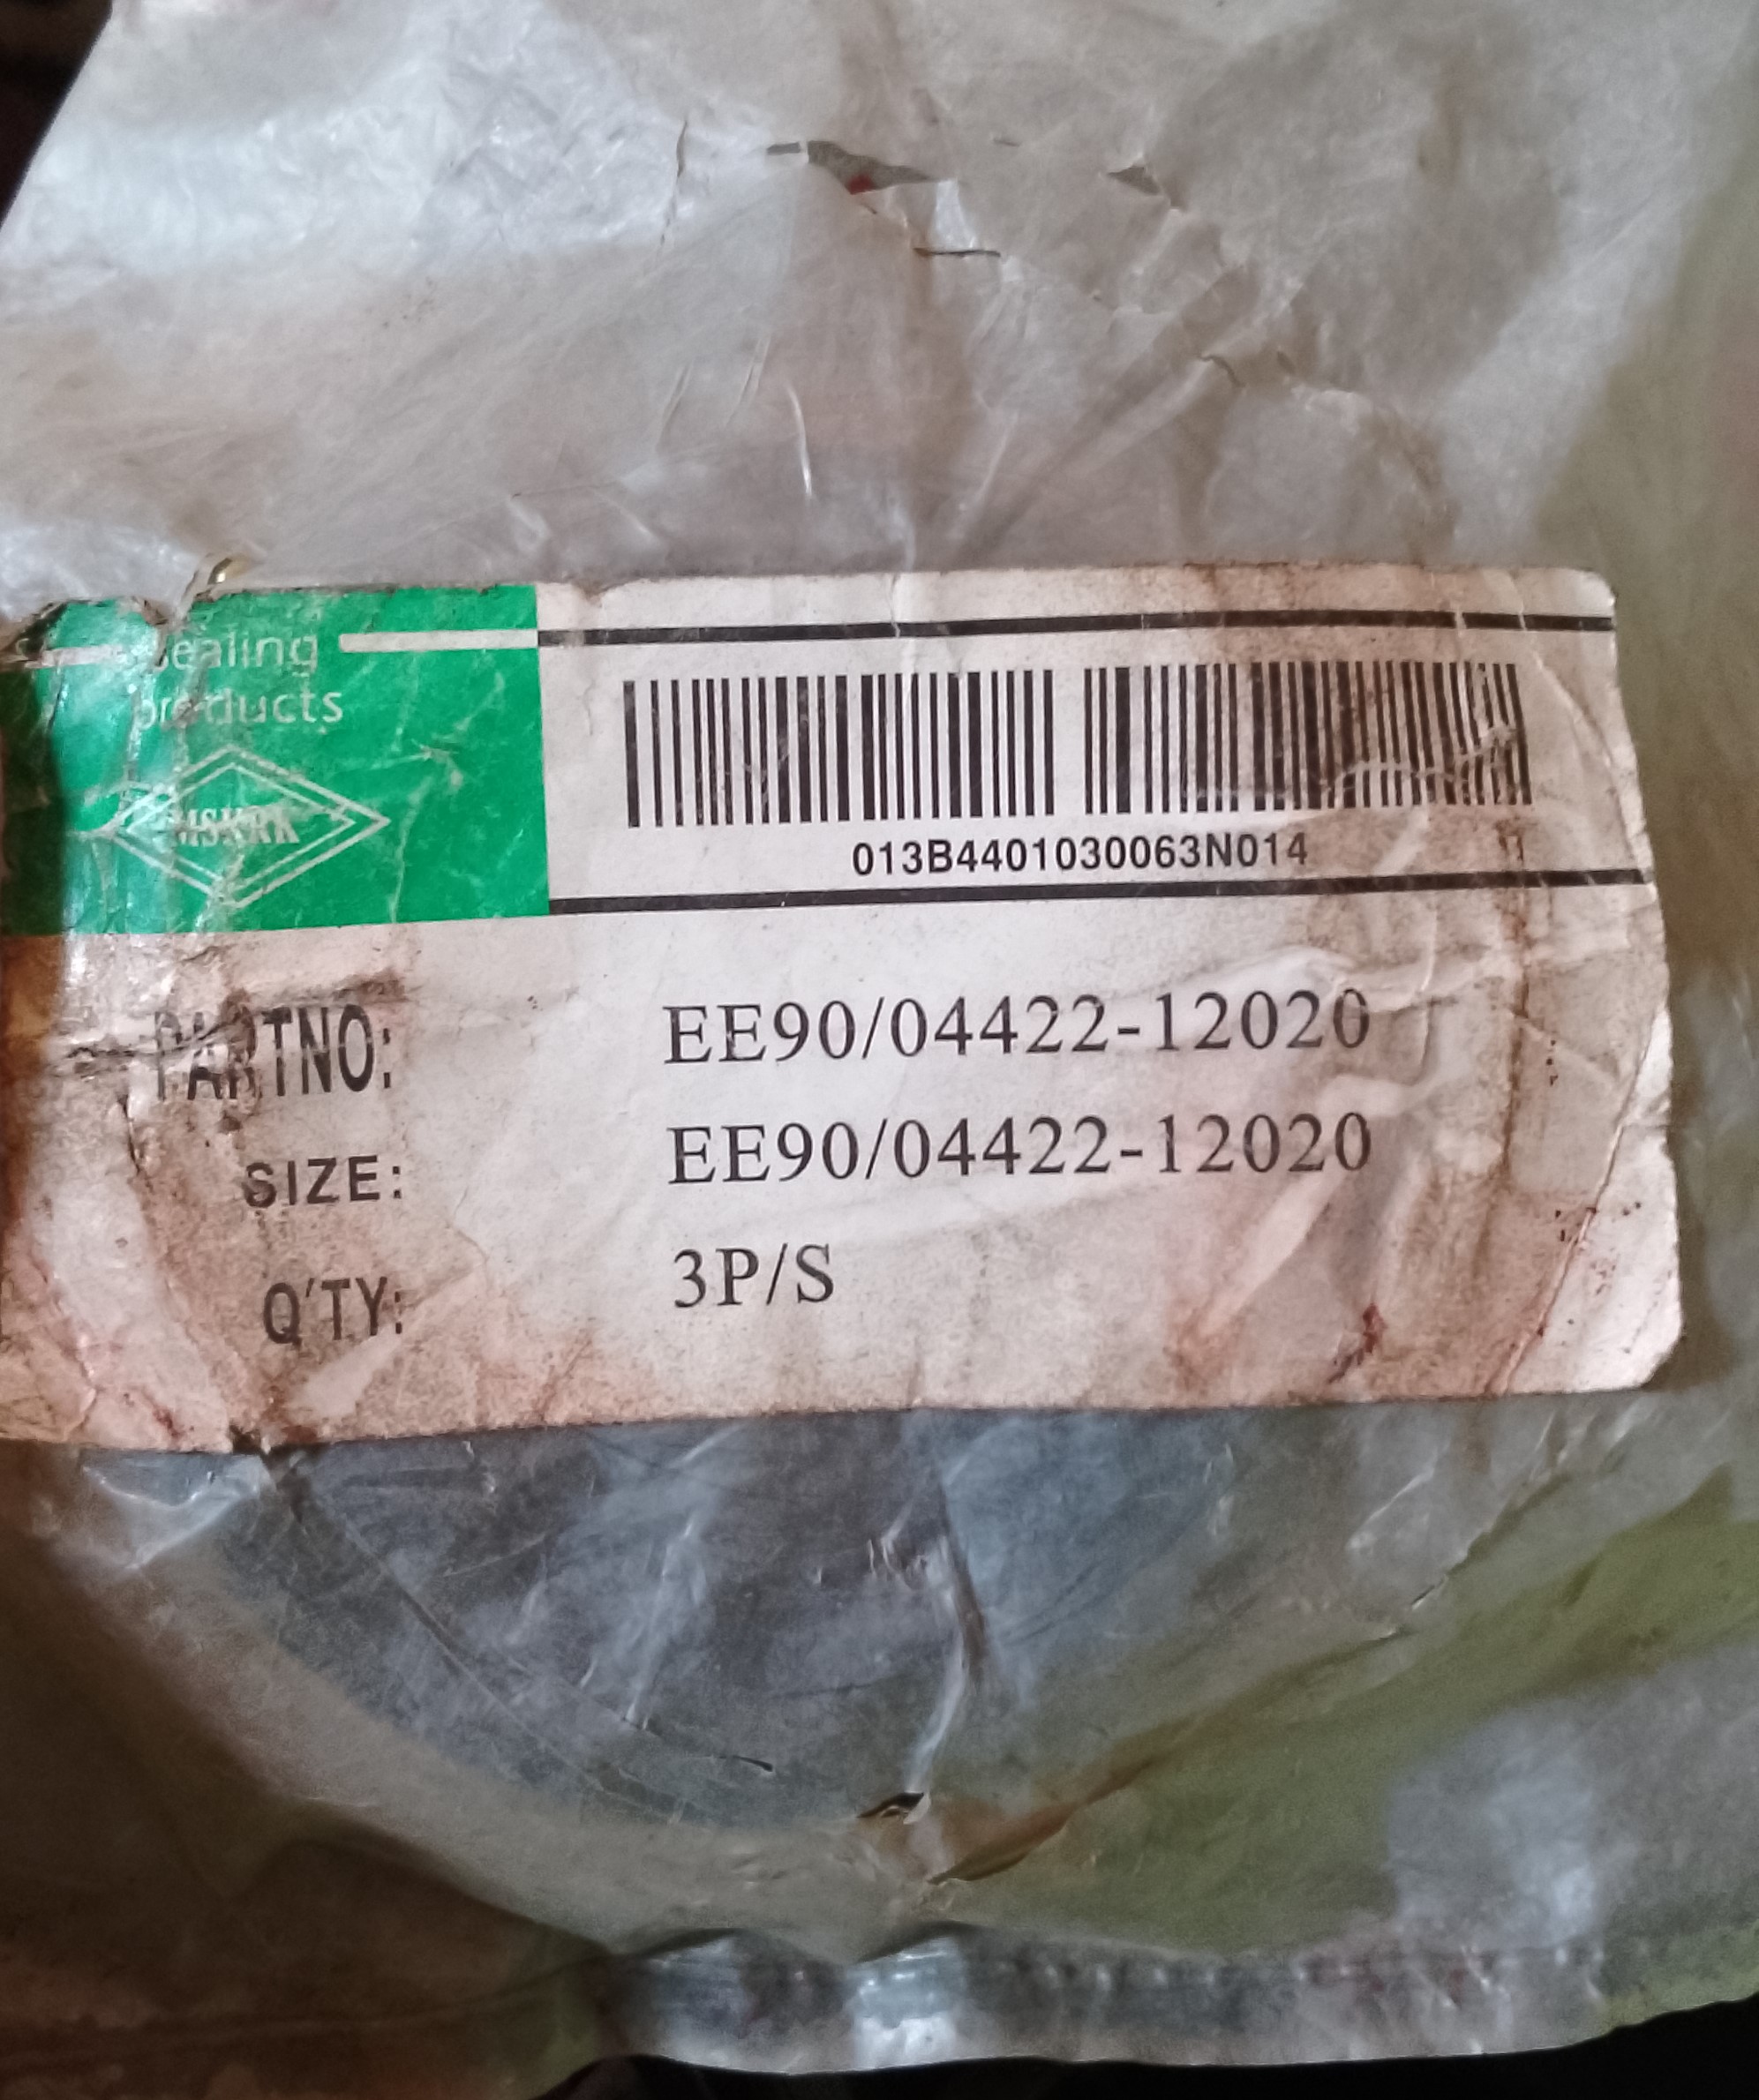 sealing
products
013B4401030063N014
PARTNO: EE90/04422-12020
SIZE: EE90/04422-12020
Q'TY: 3P/S